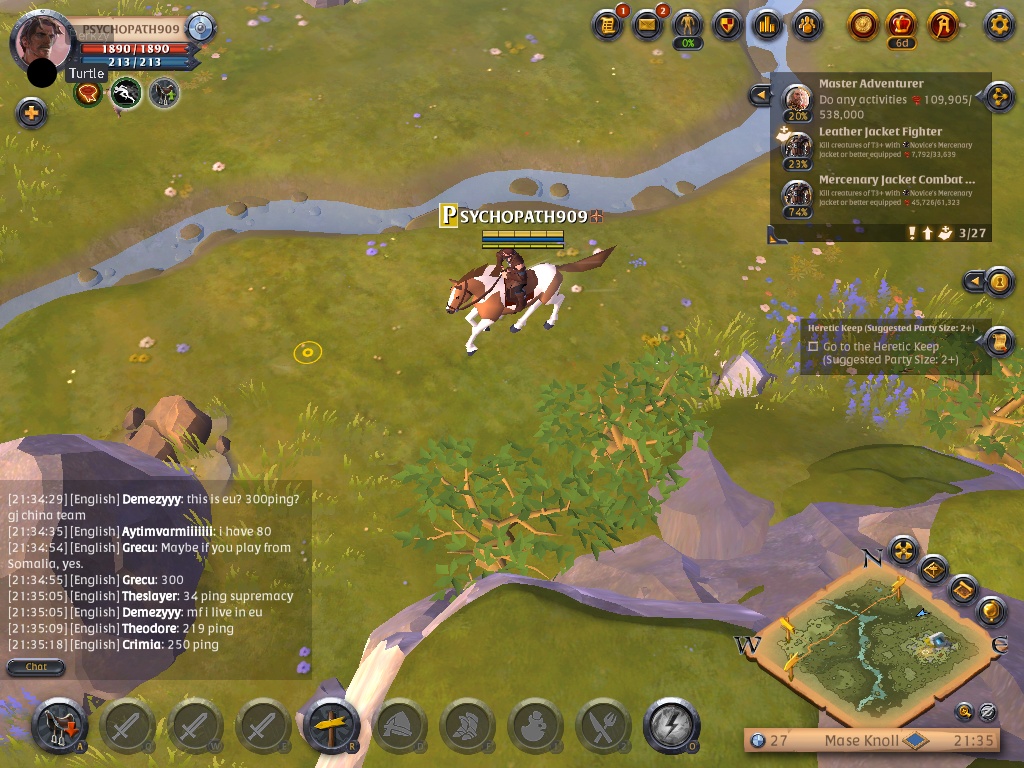 PSYCHOPATH909
1890 / 1890
213 / 213
Turtle
1
2
0%
6d
Master Adventurer
Do any activities 109,905/
538,000
20%
Leather Jacket Fighter
Kill creatures of T3+ with Novice's Mercenary
Jacket or better equipped 7,792/33,639
23%
Mercenary Jacket Combat ...
Kill creatures of T3+ with Novice's Mercenary
Jacket or better equipped 45,726/61,323
74%
3/27
PSYCHOPATH909
Heretic Keep (Suggested Party Size: 2+)
Go to the Heretic Keep
(Suggested Party Size: 2+)
[21:34:29] [English] Demezyyy: this is eu? 300ping?
gj china team
[21:34:35] [English] Aytimvarmiiiiiii: i have 80
[21:34:54] [English] Grecu: Maybe if you play from
Somalia, yes.
[21:34:55] [English] Grecu: 300
[21:35:05] [English] Theslayer: 34 ping supremacy
[21:35:05] [English] Demezyyy: mf i live in eu
[21:35:09] [English] Theodore: 219 ping
[21:35:18] [English] Crimia: 250 ping
Chat
N
W
E
A
Q
W
E
R
D
F
O
27
Mase Knoll
21:35